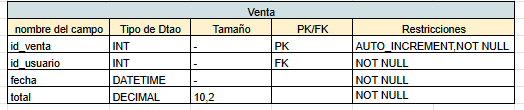 Venta
nombre del campo Tipo de Dtao Tamaño PK/FK Restricciones
id_venta INT - PK AUTO_INCREMENT,NOT NULL
id_usuario INT - FK NOT NULL
fecha DATETIME - NOT NULL
total DECIMAL 10,2 NOT NULL